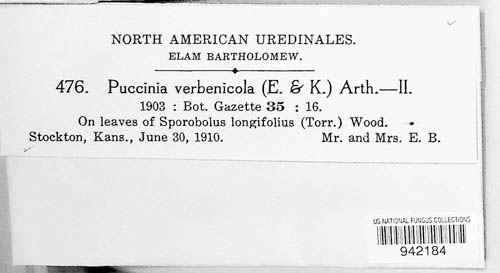 NORTH AMERICAN UREDINALES.
ELAM BARTHOLOMEW.
476. Puccinia verbenicola (E. & K.) Arth.—II.
1903 : Bot. Gazette 35 : 16.
On leaves of Sporobolus longifolius (Torr.) Wood.
Stockton, Kans., June 30, 1910. Mr. and Mrs. E. B.
US NATIONAL FUNGUS COLLECTIONS
942184